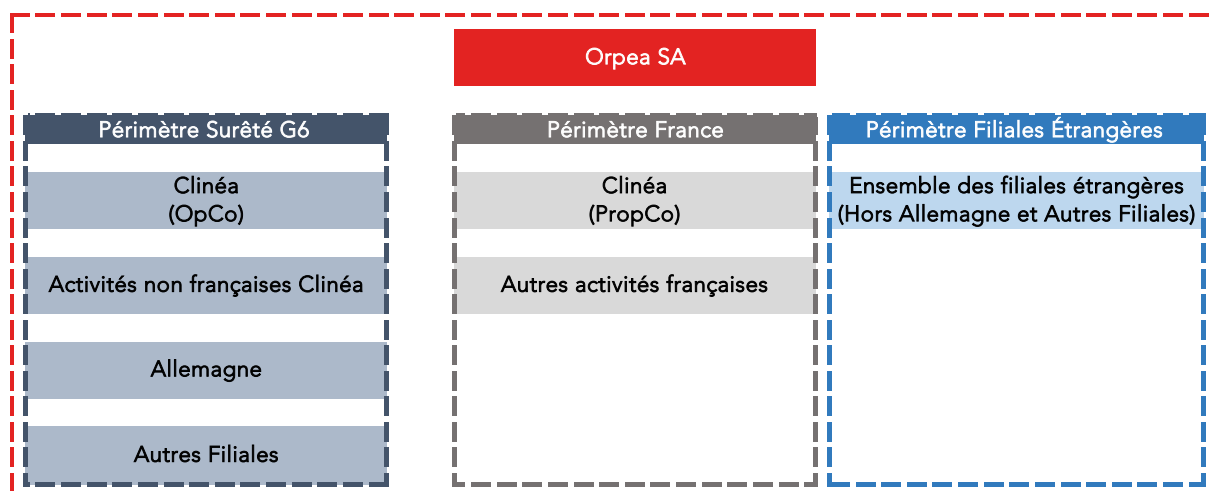 Orpea SA
Périmètre Surêté G6
Clinéa
(OpCo)
Activités non françaises Clinéa
Allemagne
Autres Filiales
Périmètre France
Clinéa
(PropCo)
Autres activités françaises
Périmètre Filiales Étrangères
Ensemble des filiales étrangères
(Hors Allemagne et Autres Filiales)